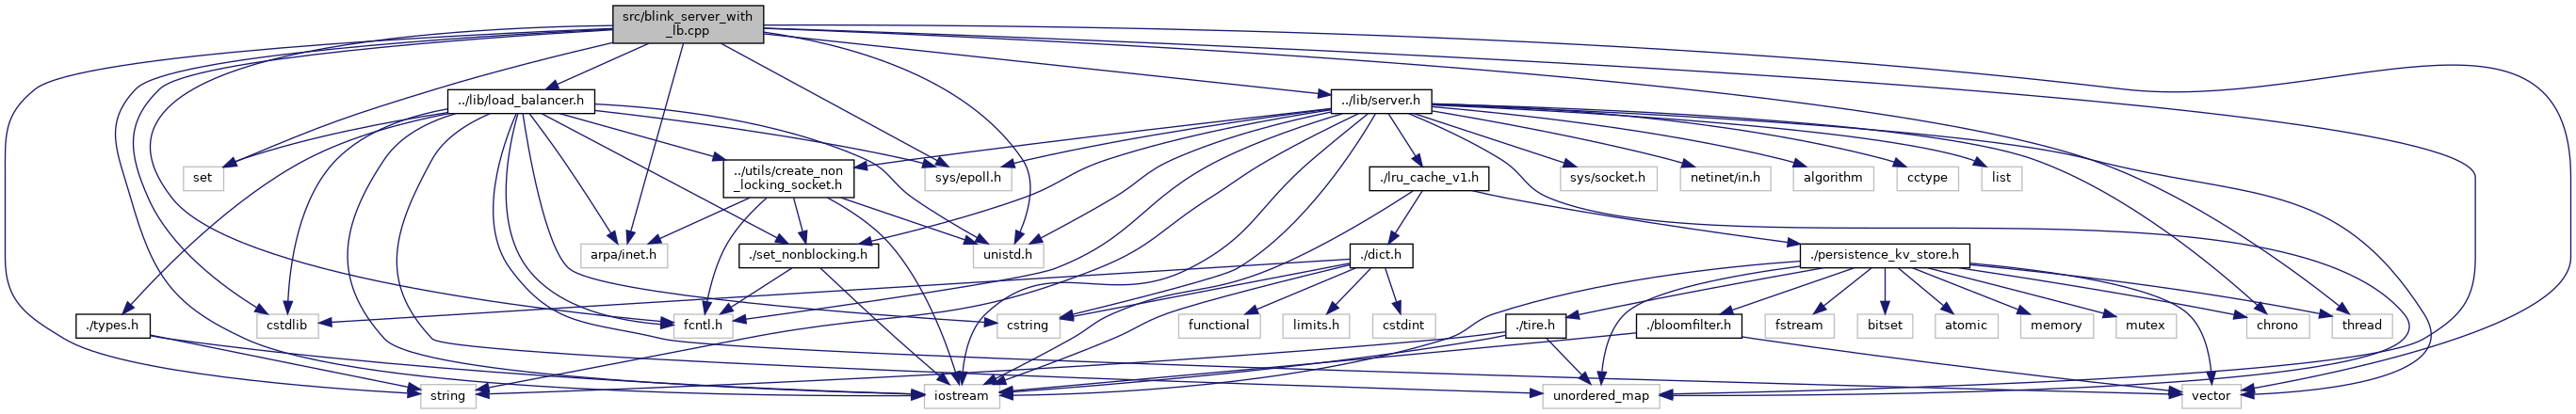 src/blink_server_with
_lb.cpp
../lib/load_balancer.h
../lib/server.h
set
../utils/create_non
_locking_socket.h
sys/epoll.h
./lru_cache_v1.h
sys/socket.h
netinet/in.h
algorithm
cctype
list
arpa/inet.h
./set_nonblocking.h
unistd.h
./dict.h
./persistence_kv_store.h
./types.h
cstdlib
fcntl.h
cstring
functional
limits.h
cstdint
./tire.h
./bloomfilter.h
fstream
bitset
atomic
memory
mutex
chrono
thread
string
iostream
unordered_map
vector